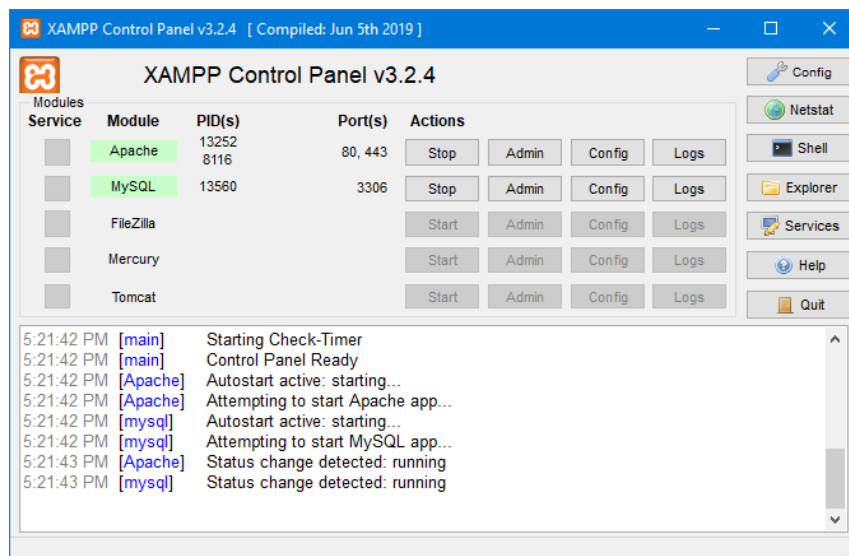 XAMPP Control Panel v3.2.4 [ Compiled: Jun 5th 2019 ]
XAMPP Control Panel v3.2.4
Config
Modules
Service Module PID(s) Port(s) Actions
Netstat
Apache 13252 8116 80, 443 Stop Admin Config Logs
Shell
MySQL 13560 3306 Stop Admin Config Logs
Explorer
FileZilla Start Admin Config Logs
Services
Mercury Start Admin Config Logs
Help
Tomcat Start Admin Config Logs
Quit
5:21:42 PM [main] Starting Check-Timer
5:21:42 PM [main] Control Panel Ready
5:21:42 PM [Apache] Autostart active: starting...
5:21:42 PM [Apache] Attempting to start Apache app...
5:21:42 PM [mysql] Autostart active: starting...
5:21:42 PM [mysql] Attempting to start MySQL app...
5:21:43 PM [Apache] Status change detected: running
5:21:43 PM [mysql] Status change detected: running